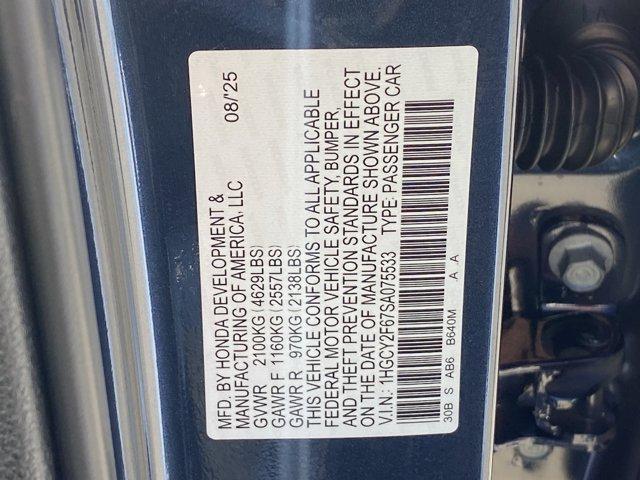 MFD. BY HONDA DEVELOPMENT & 08/'25
MANUFACTURING OF AMERICA, LLC
GVWR 2100KG (4629LBS)
GAWR F 1160KG (2557LBS)
GAWR R 970KG (2138LBS)
THIS VEHICLE CONFORMS TO ALL APPLICABLE
FEDERAL MOTOR VEHICLE SAFETY, BUMPER,
AND THEFT PREVENTION STANDARDS IN EFFECT
ON THE DATE OF MANUFACTURE SHOWN ABOVE.
V.I.N.: 1HGCY2F67SA075533 TYPE: PASSENGER CAR
30B S AB6 B640M A A